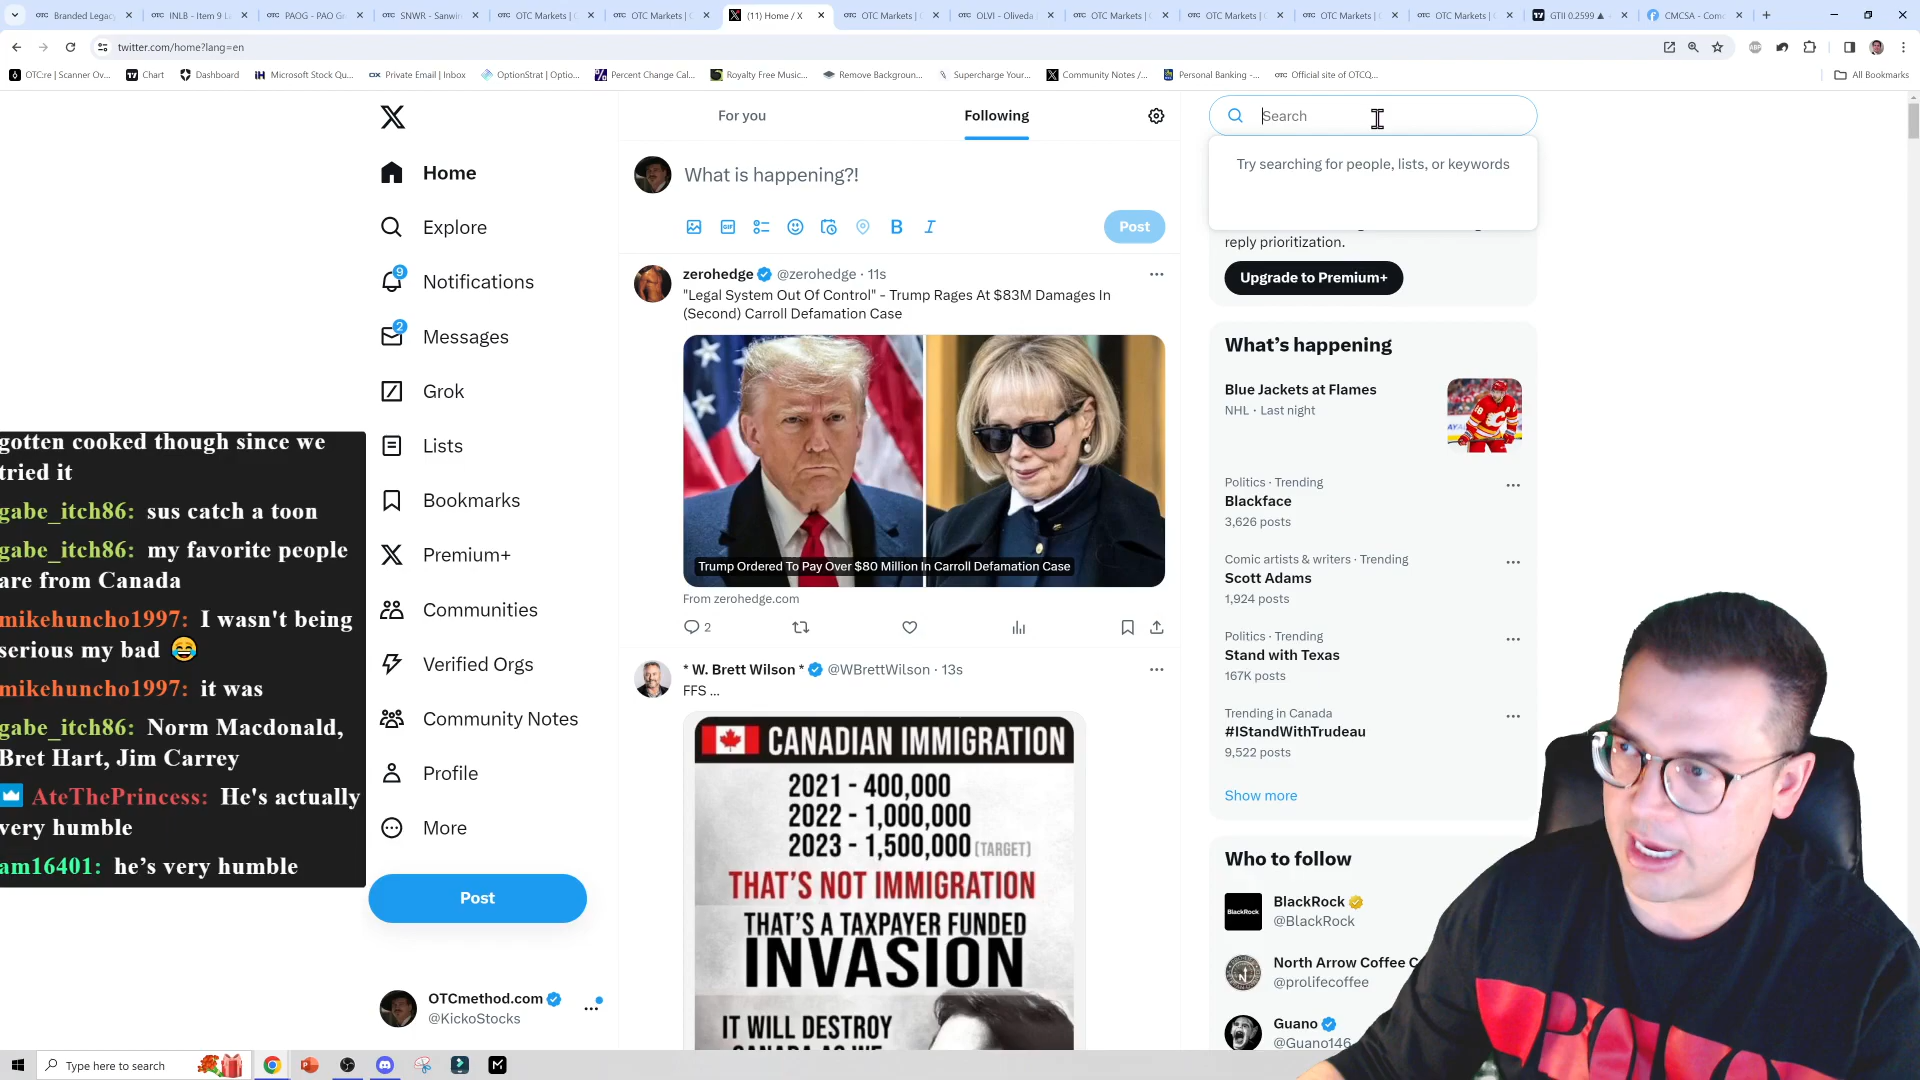 Branded Legacy
INLB - Item 9 L
PAOG - PAO Gr
SNWR - Sanwir
OTC Markets |
OTC Markets |
(11) Home / X
OTC Markets |
OLVI - Oliveda
OTC Markets |
OTC Markets |
OTC Markets |
OTC Markets |
GTII 0.2599 ▲
CMCSA - Com
twitter.com/home?lang=en
OTC:re | Scanner Ov...
Chart
Dashboard
Microsoft Stock Qu...
Private Email | Inbox
OptionStrat | Optio...
Percent Change Cal...
Royalty Free Music...
Remove Backgroun...
Supercharge Your...
Community Notes /...
Personal Banking -...
Official site of OTCQ...
All Bookmarks
Home
Explore
9
Notifications
2
Messages
Grok
Lists
Bookmarks
Premium+
Communities
Verified Orgs
Community Notes
Profile
More
Post
OTCmethod.com
@KickoStocks
gotten cooked though since we
tried it
gabe_itch86: sus catch a toon
gabe_itch86: my favorite people
are from Canada
mikehuncho1997: I wasn't being
serious my bad 😂
mikehuncho1997: it was
gabe_itch86: Norm Macdonald,
Bret Hart, Jim Carrey
AteThePrincess: He's actually
very humble
am16401: he's very humble
For you
Following
What is happening?!
GIF
B
I
Post
zerohedge @zerohedge · 11s
"Legal System Out Of Control" - Trump Rages At $83M Damages In
(Second) Carroll Defamation Case
Trump Ordered To Pay Over $80 Million In Carroll Defamation Case
From zerohedge.com
2
* W. Brett Wilson * @WBrettWilson · 13s
FFS ...
CANADIAN IMMIGRATION
2021 - 400,000
2022 - 1,000,000
2023 - 1,500,000 (TARGET)
THAT'S NOT IMMIGRATION
THAT'S A TAXPAYER FUNDED
INVASION
IT WILL DESTROY
CANADA AS WE
Search
Try searching for people, lists, or keywords
reply prioritization.
Upgrade to Premium+
What's happening
Blue Jackets at Flames
NHL · Last night
Politics · Trending
Blackface
3,626 posts
Comic artists & writers · Trending
Scott Adams
1,924 posts
Politics · Trending
Stand with Texas
167K posts
Trending in Canada
#IStandWithTrudeau
9,522 posts
Show more
Who to follow
BlackRock
BlackRock
@BlackRock
North Arrow Coffee C
@prolifecoffee
Guano
@Guano146
Type here to search